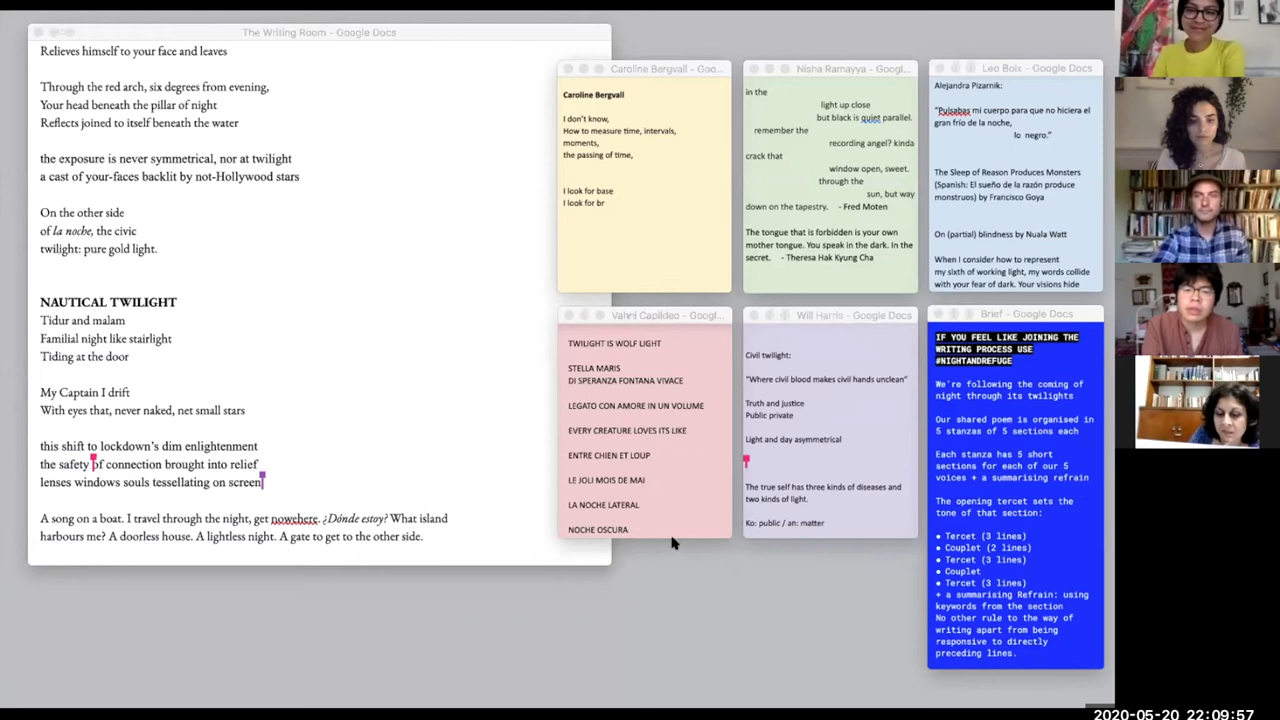 The Writing Room - Google Docs
Relieves himself to your face and leaves
Through the red arch, six degrees from evening,
Your head beneath the pillar of night
Reflects joined to itself beneath the water
the exposure is never symmetrical, nor at twilight
a cast of your-faces backlit by not-Hollywood stars
On the other side
of la noche, the civic
twilight: pure gold light.
NAUTICAL TWILIGHT
Tidur and malam
Familial night like stairlight
Tiding at the door
My Captain I drift
With eyes that, never naked, net small stars
this shift to lockdown's dim enlightenment
the safety of connection brought into relief
lenses windows souls tessellating on screen
A song on a boat. I travel through the night, get nowehere. ¿Dónde estoy? What island
harbours me? A doorless house. A lightless night. A gate to get to the other side.
Caroline Bergvall - Goo...
Caroline Bergvall
I don't know,
How to measure time, intervals,
moments,
the passing of time,
I look for base
I look for br
Nisha Ramayya - Googl...
in the
light up close
but black is quiet parallel.
remember the
recording angel? kinda
crack that
window open, sweet.
through the
sun, but way
down on the tapestry. - Fred Moten
The tongue that is forbidden is your own
mother tongue. You speak in the dark. In the
secret. - Theresa Hak Kyung Cha
Leo Boix - Google Docs
Alejandra Pizarnik:
"Pulsabas mi cuerpo para que no hiciera el
gran frío de la noche,
lo negro."
The Sleep of Reason Produces Monsters
(Spanish: El sueño de la razón produce
monstruos) by Francisco Goya
On (partial) blindness by Nuala Watt
When I consider how to represent
my sixth of working light, my words collide
with your fear of dark. Your visions hide
Vahni Capildeo - Googl...
TWILIGHT IS WOLF LIGHT
STELLA MARIS
DI SPERANZA FONTANA VIVACE
LEGATO CON AMORE IN UN VOLUME
EVERY CREATURE LOVES ITS LIKE
ENTRE CHIEN ET LOUP
LE JOLI MOIS DE MAI
LA NOCHE LATERAL
NOCHE OSCURA
Will Harris - Google Docs
Civil twilight:
"Where civil blood makes civil hands unclean"
Truth and justice
Public private
Light and day asymmetrical
The true self has three kinds of diseases and
two kinds of light.
Ko: public / an: matter
Brief - Google Docs
IF YOU FEEL LIKE JOINING THE
WRITING PROCESS USE
#NIGHTANDREFUGE
We're following the coming of
night through its twilights
Our shared poem is organised in
5 stanzas of 5 sections each
Each stanza has 5 short
sections for each of our 5
voices + a summarising refrain
The opening tercet sets the
tone of that section:
● Tercet (3 lines)
● Couplet (2 lines)
● Tercet (3 lines)
● Couplet
● Tercet (3 lines)
+ a summarising Refrain: using
keywords from the section
No other rule to the way of
writing apart from being
responsive to directly
preceding lines.
2020-05-20 22:09:57